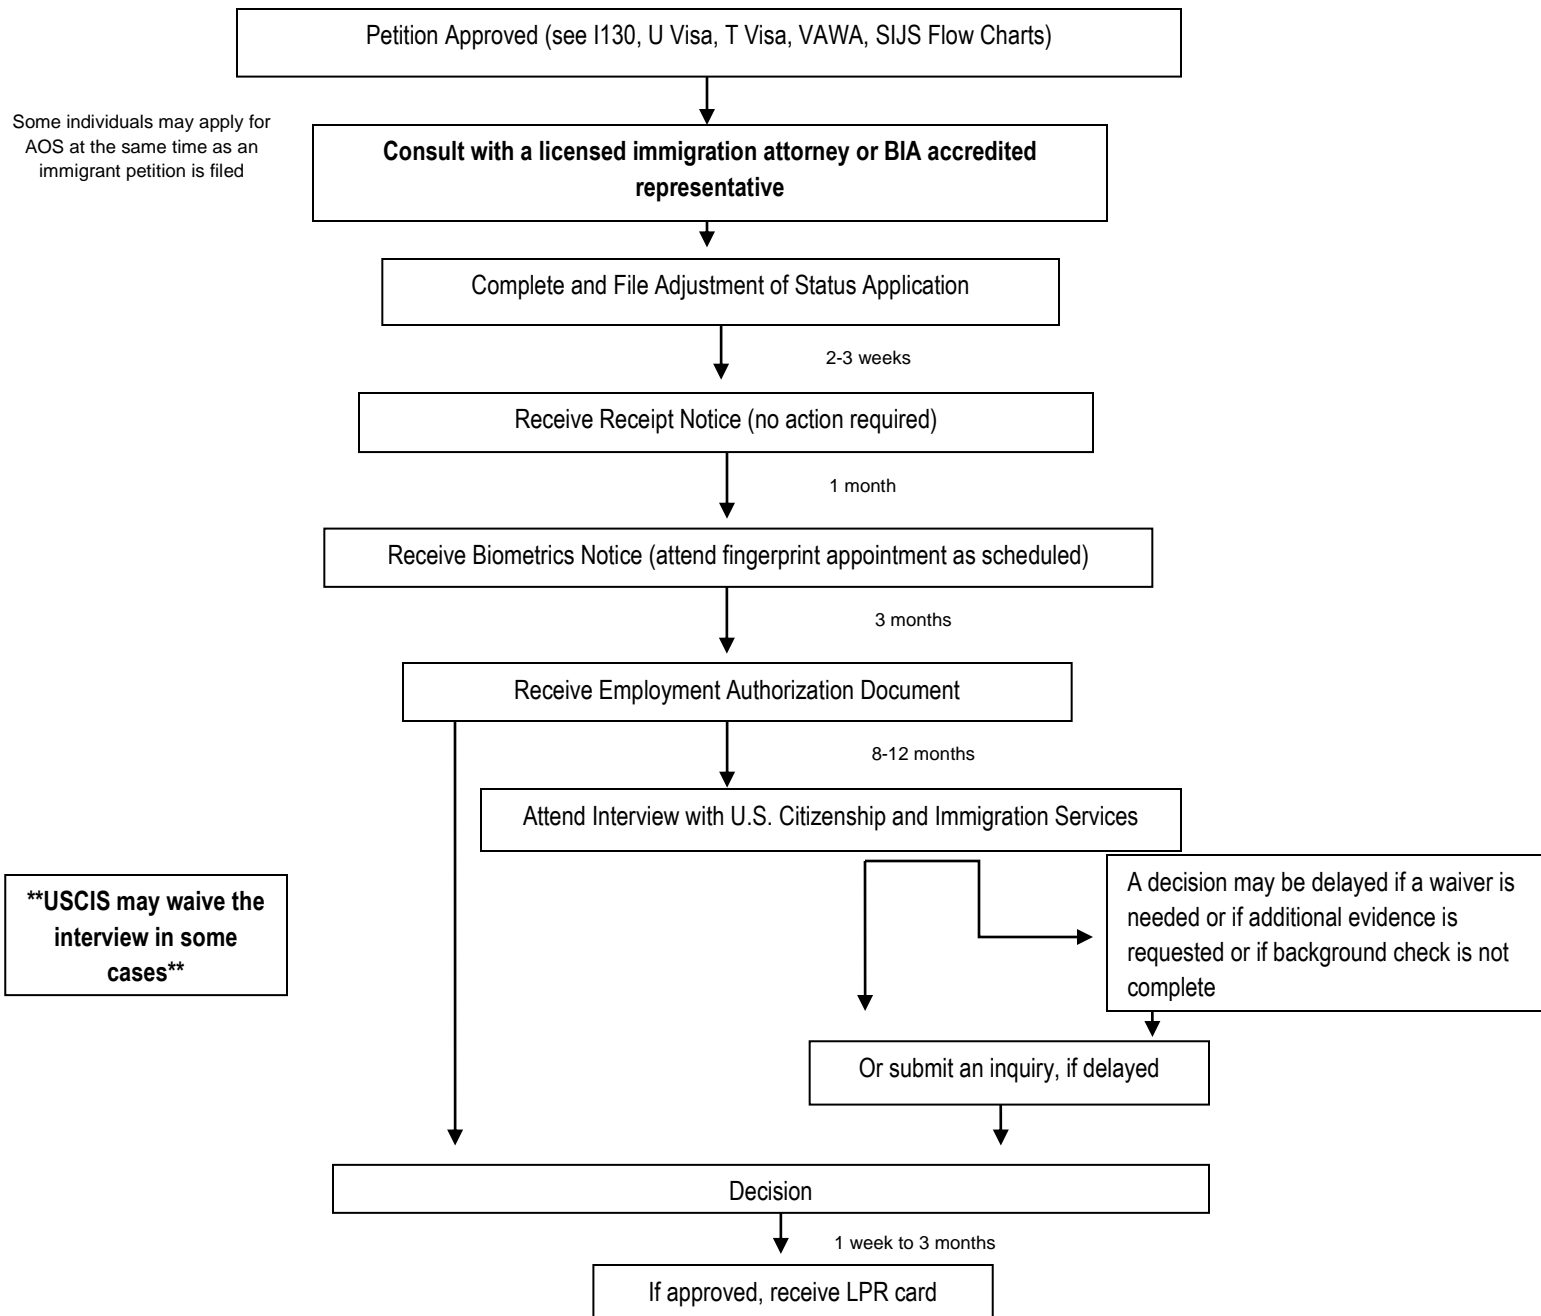 Petition Approved (see I130, U Visa, T Visa, VAWA, SIJS Flow Charts)
Some individuals may apply for
AOS at the same time as an
immigrant petition is filed
Consult with a licensed immigration attorney or BIA accredited
representative
Complete and File Adjustment of Status Application
2-3 weeks
Receive Receipt Notice (no action required)
1 month
Receive Biometrics Notice (attend fingerprint appointment as scheduled)
3 months
Receive Employment Authorization Document
8-12 months
Attend Interview with U.S. Citizenship and Immigration Services
**USCIS may waive the
interview in some
cases**
A decision may be delayed if a waiver is
needed or if additional evidence is
requested or if background check is not
complete
Or submit an inquiry, if delayed
Decision
1 week to 3 months
If approved, receive LPR card